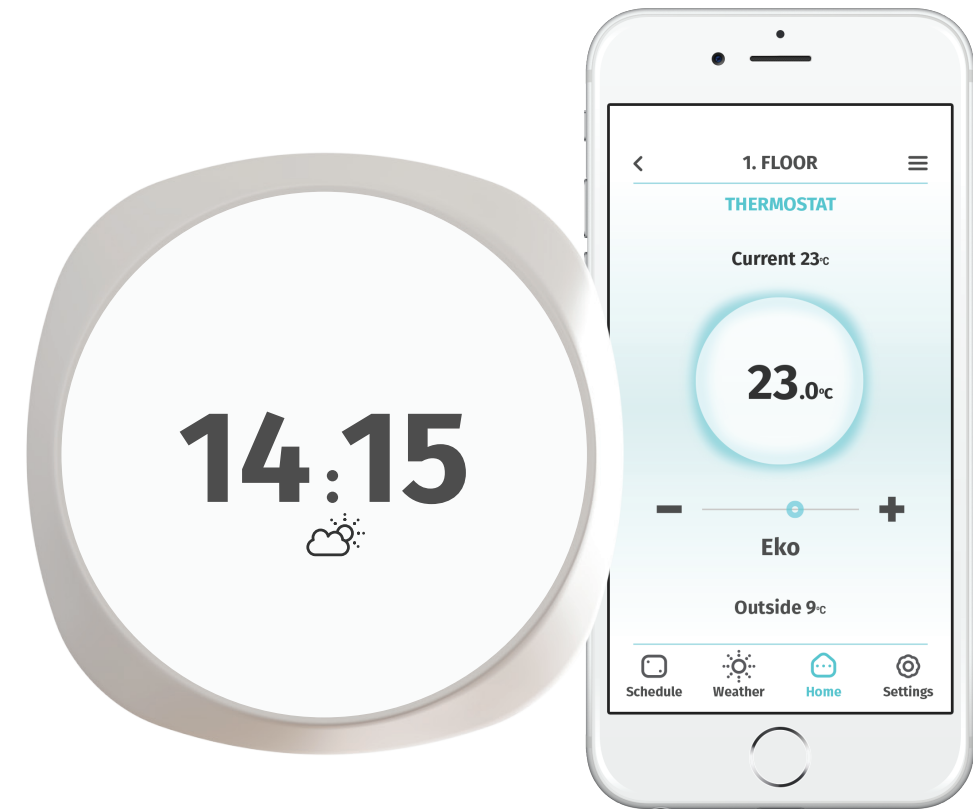 14:15
1. FLOOR
THERMOSTAT
Current 23°C
23.0°C
Eko
Outside 9°C
Schedule Weather Home Settings